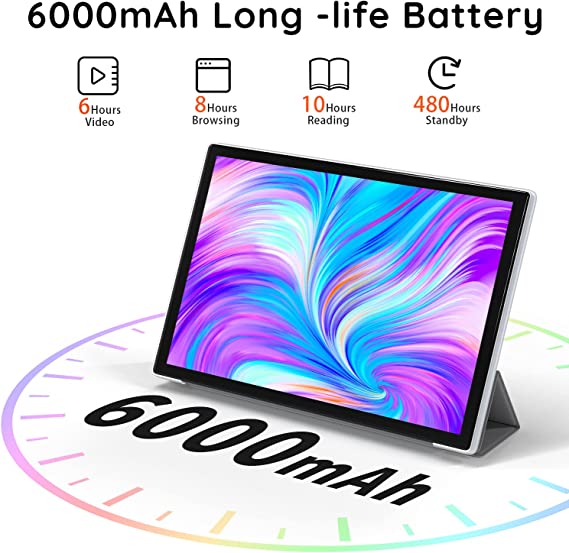 6000mAh Long -life Battery
6Hours
Video
8Hours
Browsing
10Hours
Reading
480Hours
Standby
6000mAh